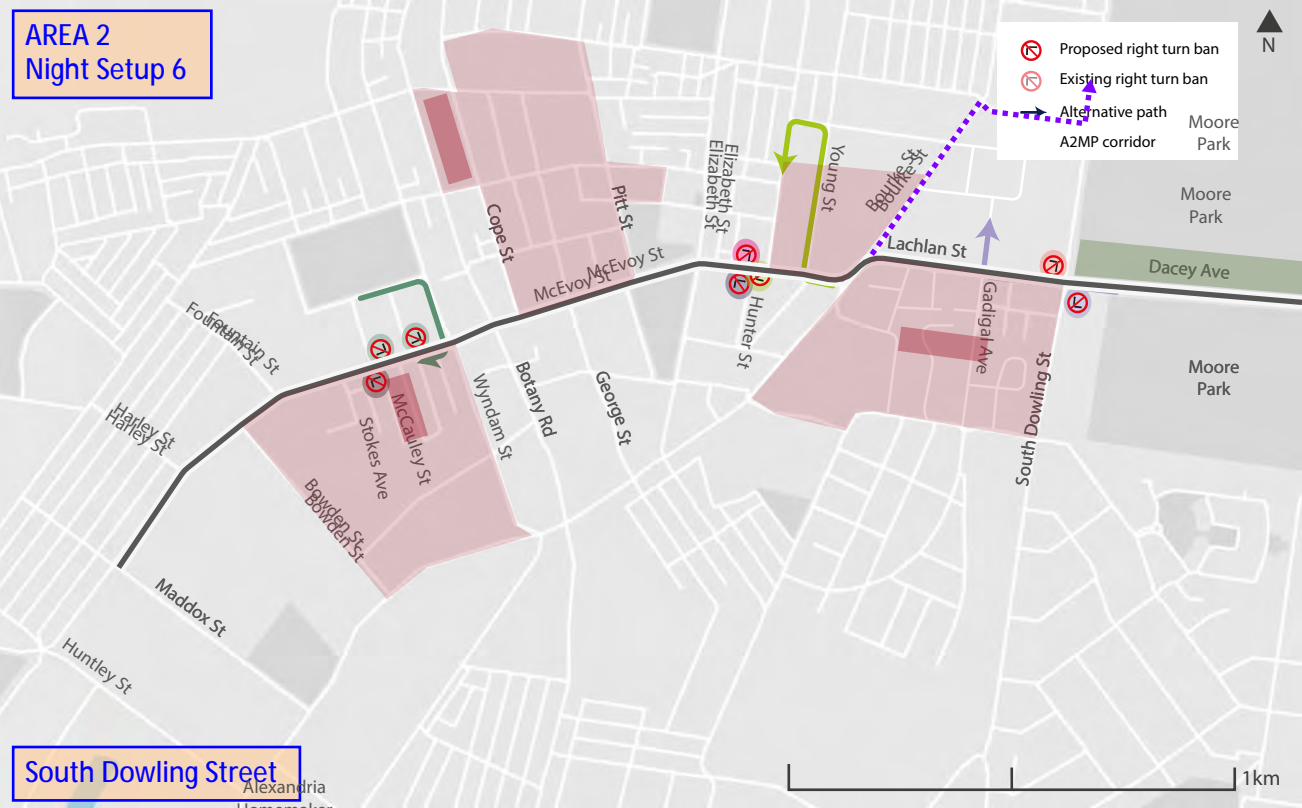 AREA 2
Night Setup 6
N
Proposed right turn ban
Existing right turn ban
Alternative path
A2MP corridor
Moore
Park
Moore
Park
Elizabeth St
Elizabeth St
Young St
Bourke St
Bourke St
Pitt St
Cope St
McEvoy St
McEvoy St
Lachlan St
Dacey Ave
Gadigal Ave
Hunter St
Fountain St
Fountain St
Botany Rd
George St
Wyndam St
McCauley St
Stokes Ave
South Dowling St
Moore
Park
Harley St
Harley St
Bowden St
Bowden St
Maddox St
Huntley St
South Dowling Street
Alexandria
Homemaker
1km